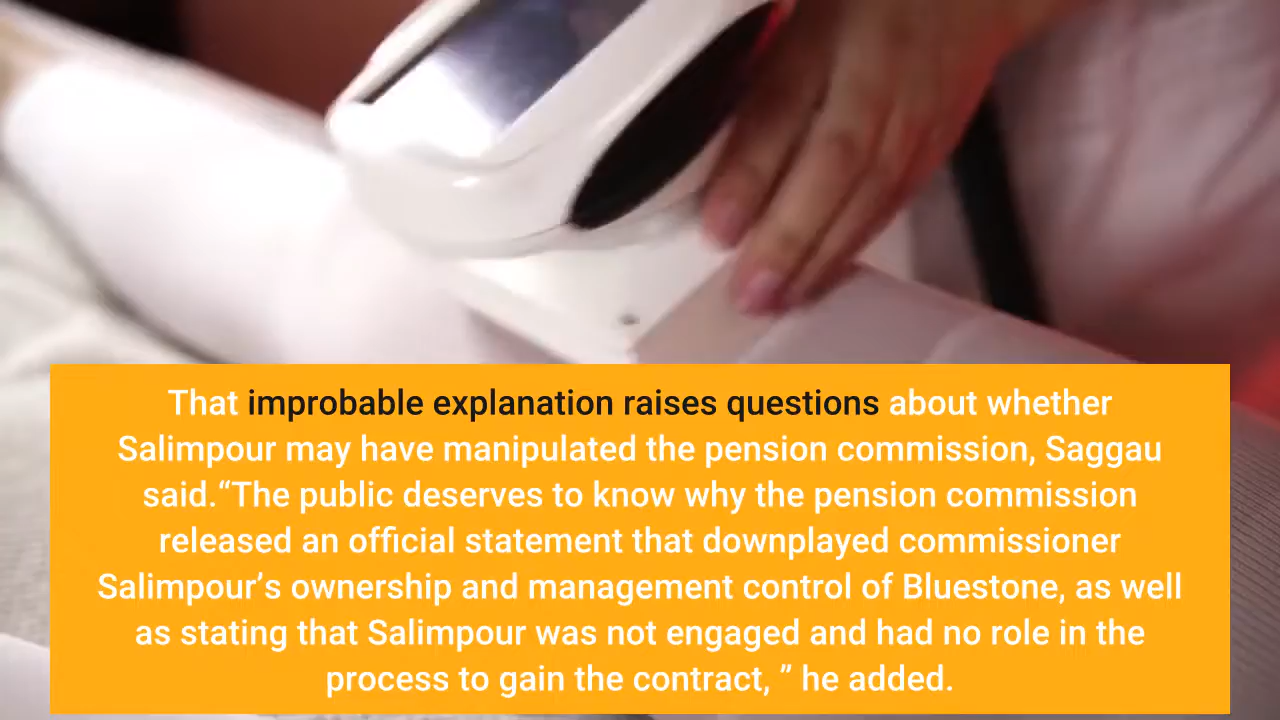 That improbable explanation raises questions about whether
Salimpour may have manipulated the pension commission, Saggau
said.“The public deserves to know why the pension commission
released an official statement that downplayed commissioner
Salimpour’s ownership and management control of Bluestone, as well
as stating that Salimpour was not engaged and had no role in the
process to gain the contract, ” he added.